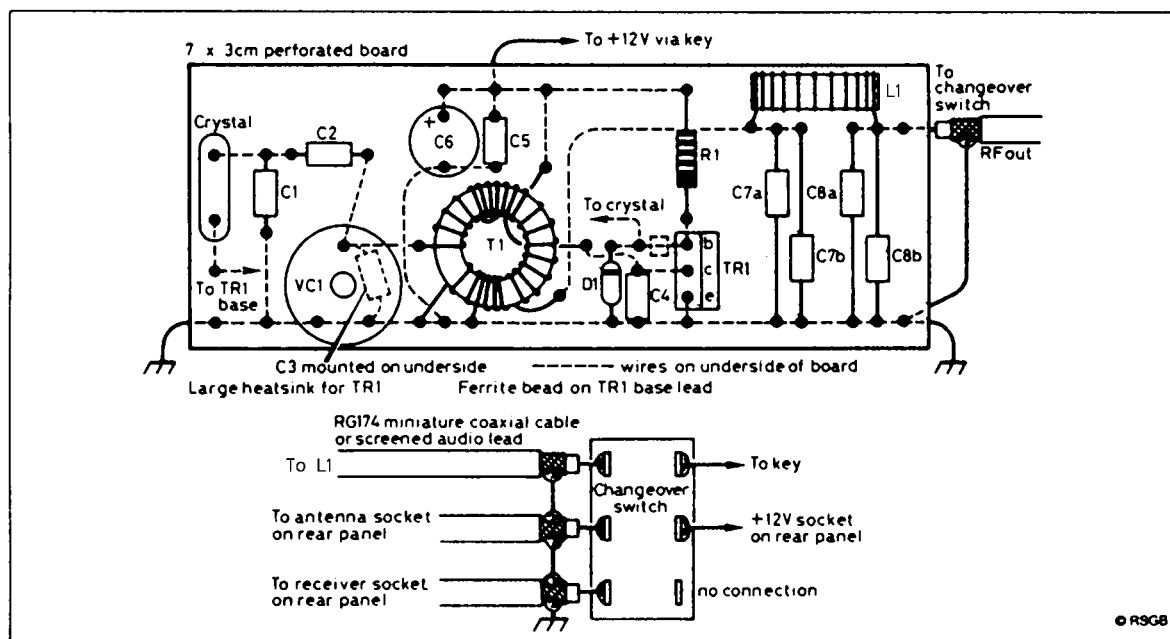 7 x 3cm perforated board
To +12V via key
L1
To
changeover
switch
Crystal
C2
+
C6
C5
R1
RF out
C1
To crystal
C7a
C8a
T1
b
c
e
TR1
C7b
C8b
To TR1
base
VC1
D1
C4
C3 mounted on underside
wires on underside of board
Large heatsink for TR1
Ferrite bead on TR1 base lead
RG174 miniature coaxial cable
or screened audio lead
To L1
Changeover
switch
To key
To antenna socket
on rear panel
+12V socket
on rear panel
To receiver socket
on rear panel
no connection
© RSGB